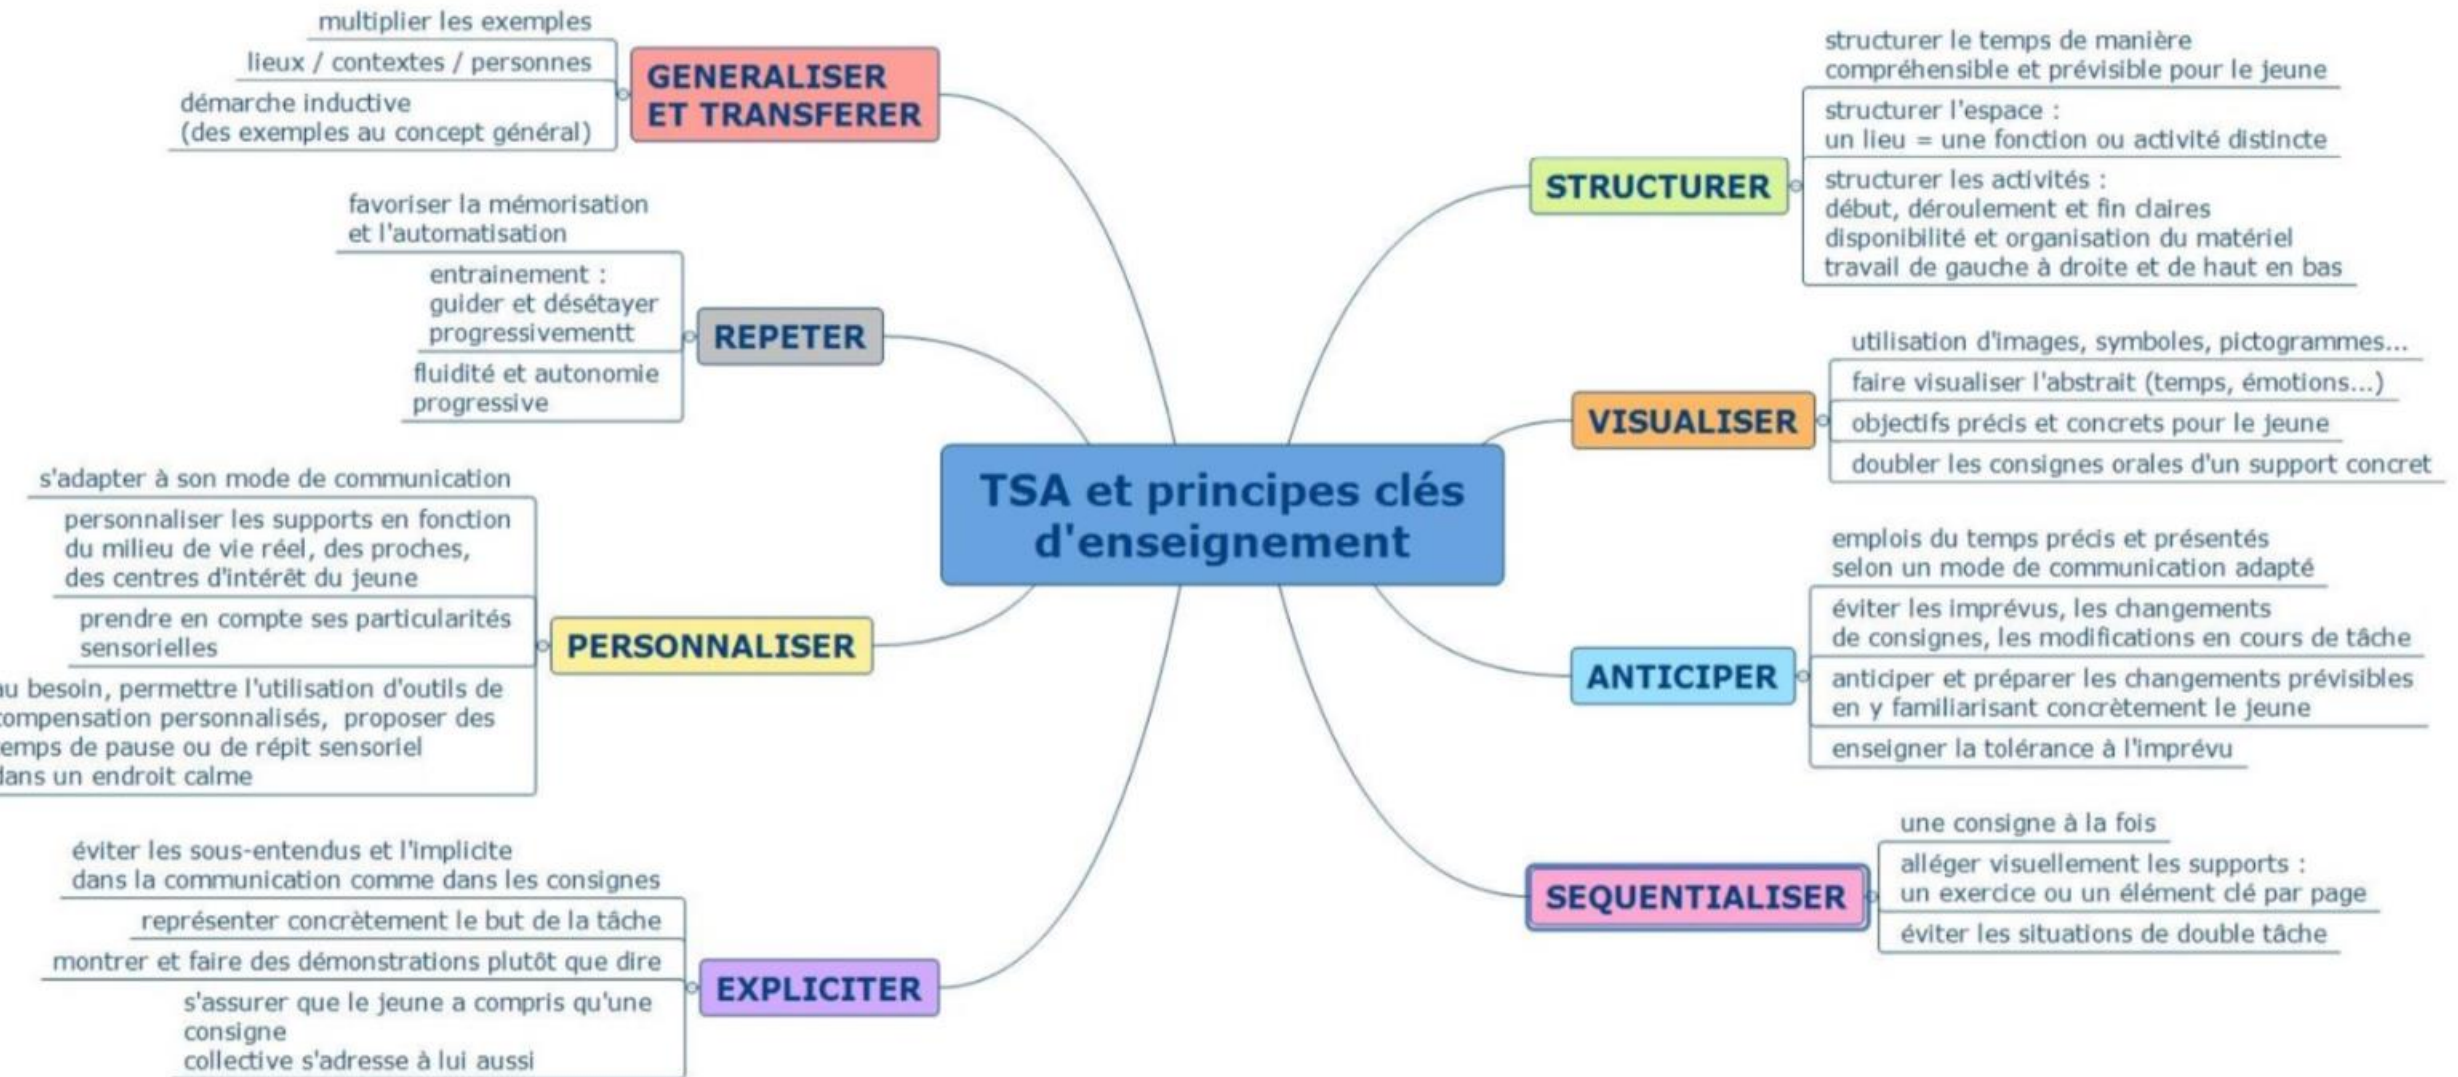 TSA et principes clés
d'enseignement
STRUCTURER
structurer le temps de manière
compréhensible et prévisible pour le jeune
structurer l'espace :
un lieu = une fonction ou activité distincte
structurer les activités :
début, déroulement et fin claires
disponibilité et organisation du matériel
travail de gauche à droite et de haut en bas
VISUALISER
utilisation d'images, symboles, pictogrammes...
faire visualiser l'abstrait (temps, émotions...)
objectifs précis et concrets pour le jeune
doubler les consignes orales d'un support concret
ANTICIPER
emplois du temps précis et présentés
selon un mode de communication adapté
éviter les imprévus, les changements
de consignes, les modifications en cours de tâche
anticiper et préparer les changements prévisibles
en y familiarisant concrètement le jeune
enseigner la tolérance à l'imprévu
SEQUENTIALISER
une consigne à la fois
alléger visuellement les supports :
un exercice ou un élément clé par page
éviter les situations de double tâche
GENERALISER
ET TRANSFERER
multiplier les exemples
lieux / contextes / personnes
démarche inductive
(des exemples au concept général)
REPETER
favoriser la mémorisation
et l'automatisation
entrainement :
guider et désétayer
progressivementt
fluidité et autonomie
progressive
PERSONNALISER
s'adapter à son mode de communication
personnaliser les supports en fonction
du milieu de vie réel, des proches,
des centres d'intérêt du jeune
prendre en compte ses particularités
sensorielles
au besoin, permettre l'utilisation d'outils de
compensation personnalisés, proposer des
temps de pause ou de répit sensoriel
dans un endroit calme
EXPLICITER
éviter les sous-entendus et l'implicite
dans la communication comme dans les consignes
représenter concrètement le but de la tâche
montrer et faire des démonstrations plutôt que dire
s'assurer que le jeune a compris qu'une
consigne
collective s'adresse à lui aussi